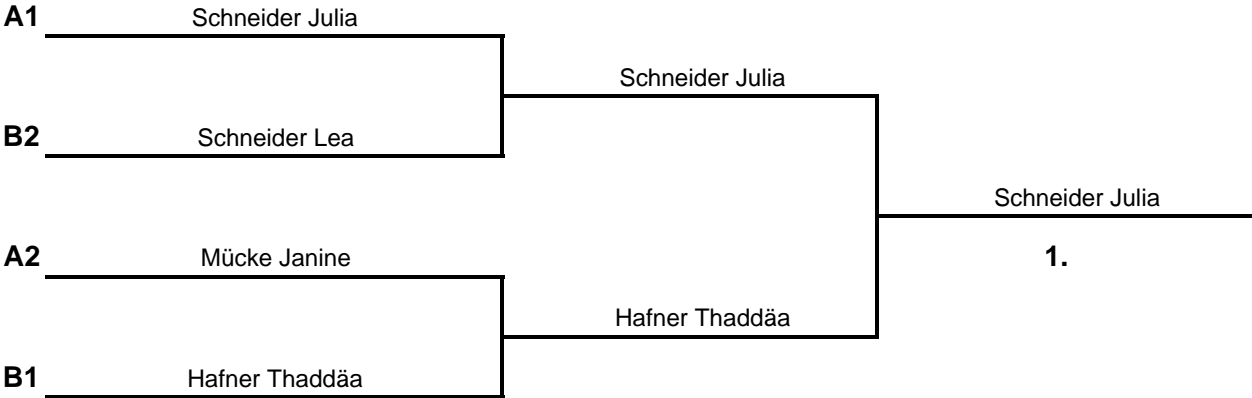 A1 Schneider Julia
Schneider Julia
B2 Schneider Lea
Schneider Julia
A2 Mücke Janine
1.
Hafner Thaddäa
B1 Hafner Thaddäa